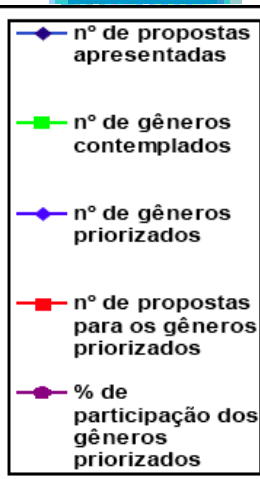 nº de propostas
apresentadas
nº de gêneros
contemplados
nº de gêneros
priorizados
nº de propostas
para os gêneros
priorizados
% de
participação dos
gêneros
priorizados